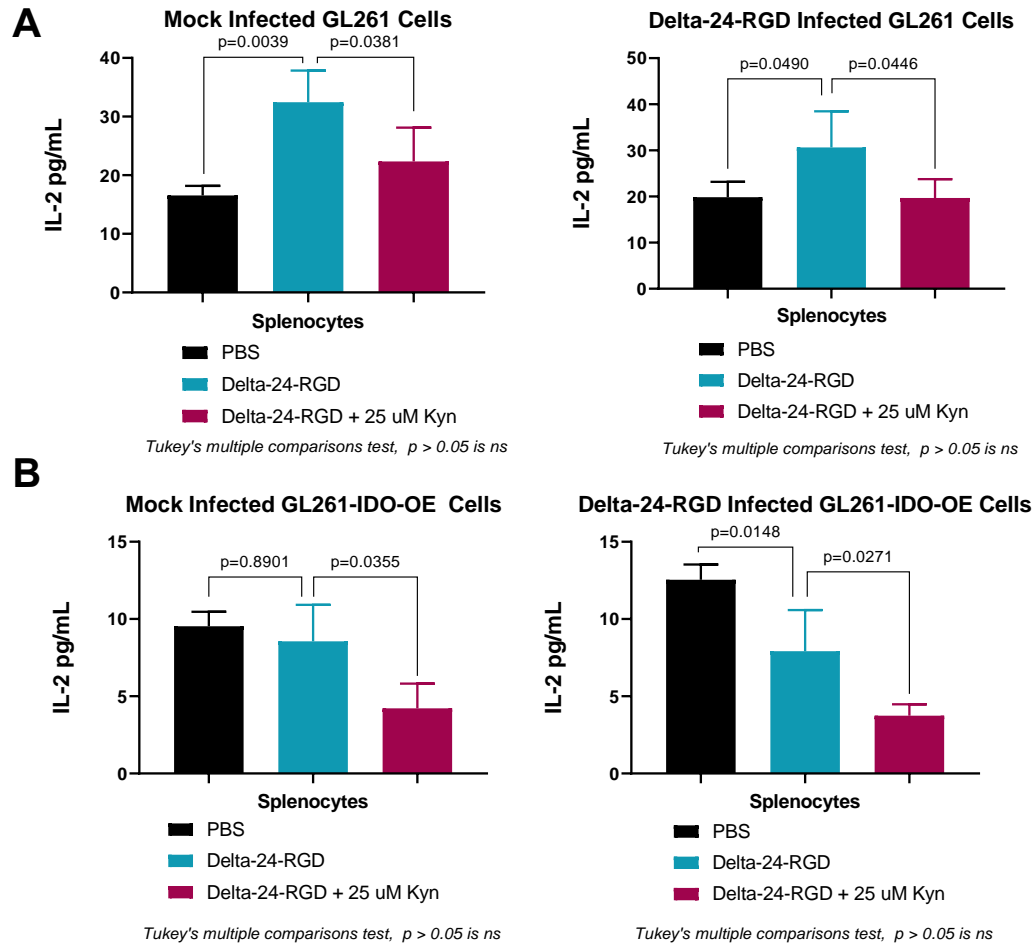 A
Mock Infected GL261 Cells
p=0.0039
p=0.0381
IL-2 pg/mL
40
30
20
10
0
Splenocytes
PBS
Delta-24-RGD
Delta-24-RGD + 25 uM Kyn
Tukey's multiple comparisons test, p > 0.05 is ns
Delta-24-RGD Infected GL261 Cells
p=0.0490
p=0.0446
IL-2 pg/mL
50
40
30
20
10
0
Splenocytes
PBS
Delta-24-RGD
Delta-24-RGD + 25 uM Kyn
Tukey's multiple comparisons test, p > 0.05 is ns
B
Mock Infected GL261-IDO-OE Cells
p=0.8901
p=0.0355
IL-2 pg/mL
15
10
5
0
Splenocytes
PBS
Delta-24-RGD
Delta-24-RGD + 25 uM Kyn
Tukey's multiple comparisons test, p > 0.05 is ns
Delta-24-RGD Infected GL261-IDO-OE Cells
p=0.0148
p=0.0271
IL-2 pg/mL
15
10
5
0
Splenocytes
PBS
Delta-24-RGD
Delta-24-RGD + 25 uM Kyn
Tukey's multiple comparisons test, p > 0.05 is ns